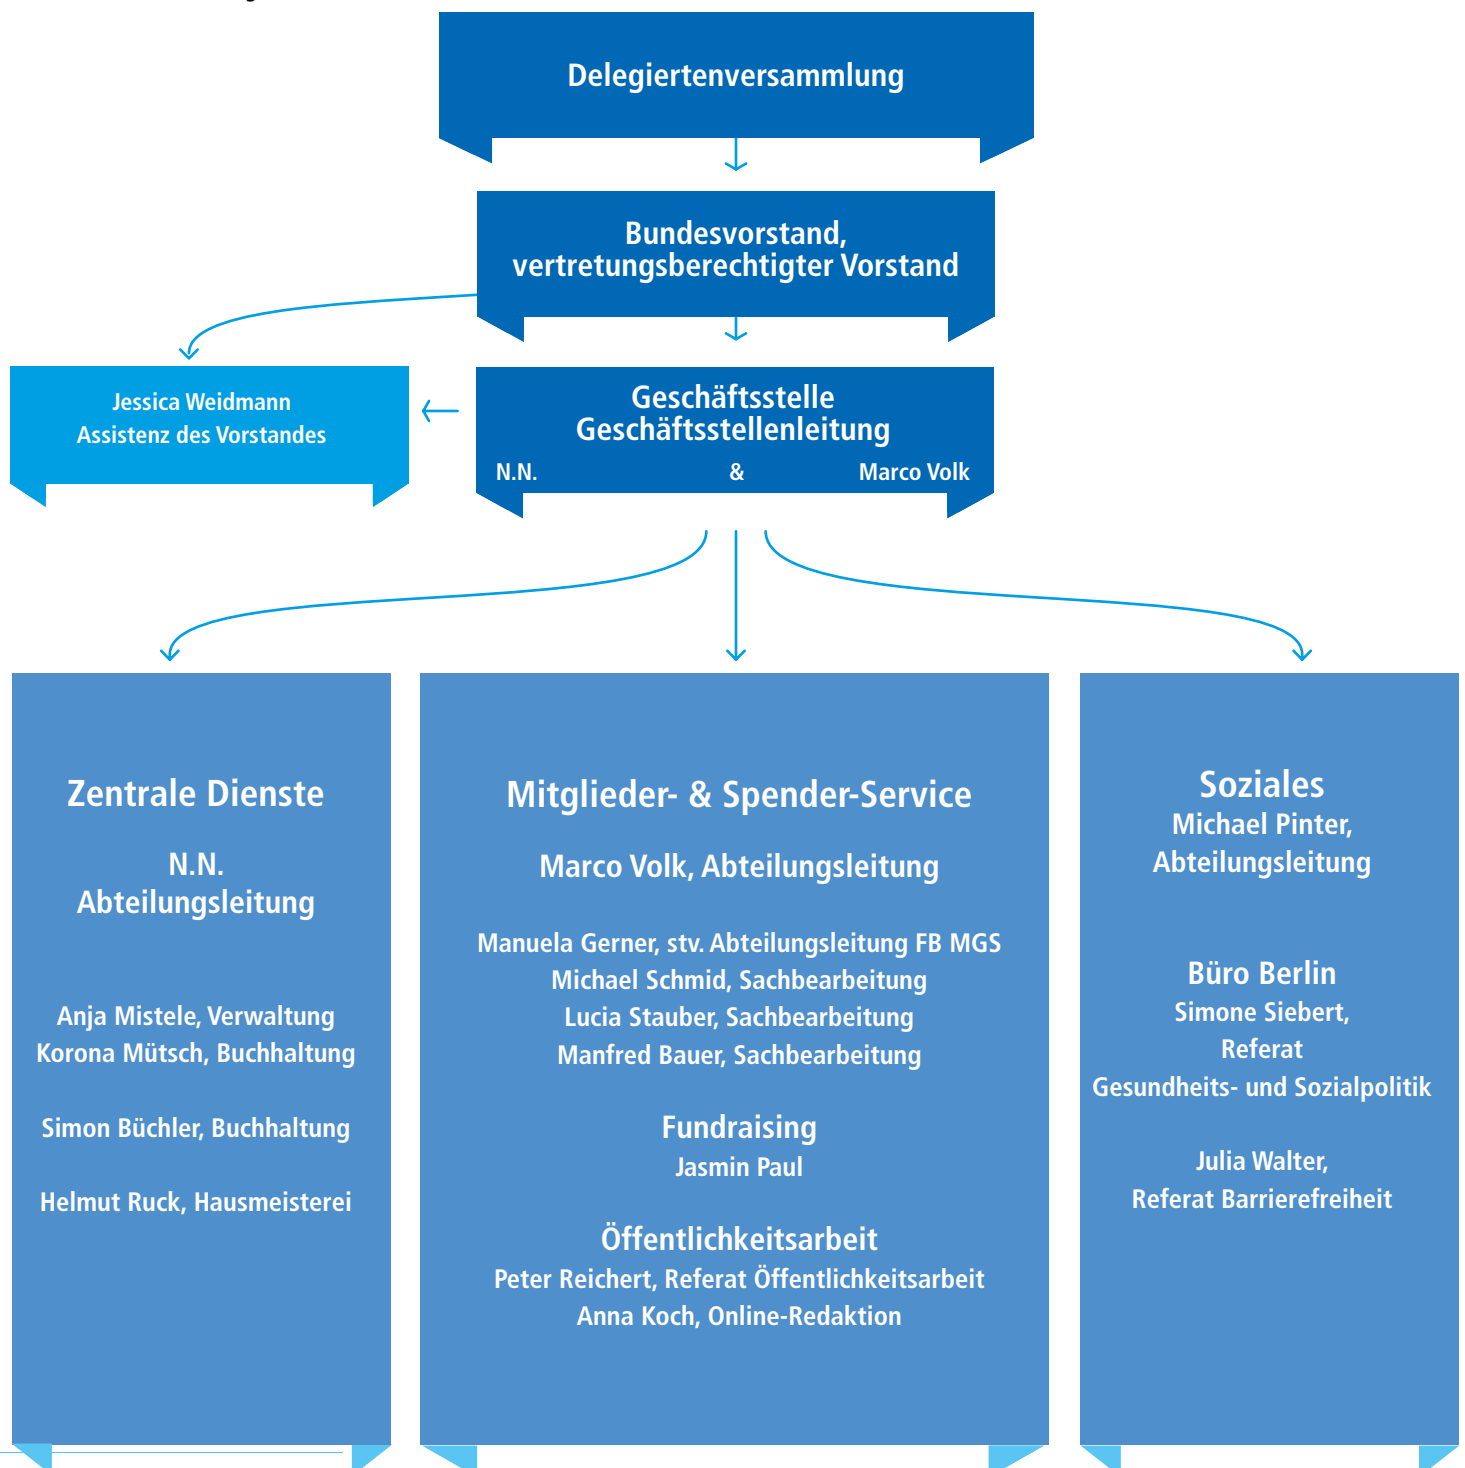 Delegiertenversammlung
Bundesvorstand,
vertretungsberechtigter Vorstand
Jessica Weidmann
Assistenz des Vorstandes
Geschäftsstelle
Geschäftsstellenleitung
N.N. & Marco Volk
Zentrale Dienste
N.N.
Abteilungsleitung
Anja Mistele, Verwaltung
Korona Mütsch, Buchhaltung
Simon Büchler, Buchhaltung
Helmut Ruck, Hausmeisterei
Mitglieder- & Spender-Service
Marco Volk, Abteilungsleitung
Manuela Gerner, stv. Abteilungsleitung FB MGS
Michael Schmid, Sachbearbeitung
Lucia Stauber, Sachbearbeitung
Manfred Bauer, Sachbearbeitung
Fundraising
Jasmin Paul
Öffentlichkeitsarbeit
Peter Reichert, Referat Öffentlichkeitsarbeit
Anna Koch, Online-Redaktion
Soziales
Michael Pinter,
Abteilungsleitung
Büro Berlin
Simone Siebert,
Referat
Gesundheits- und Sozialpolitik
Julia Walter,
Referat Barrierefreiheit